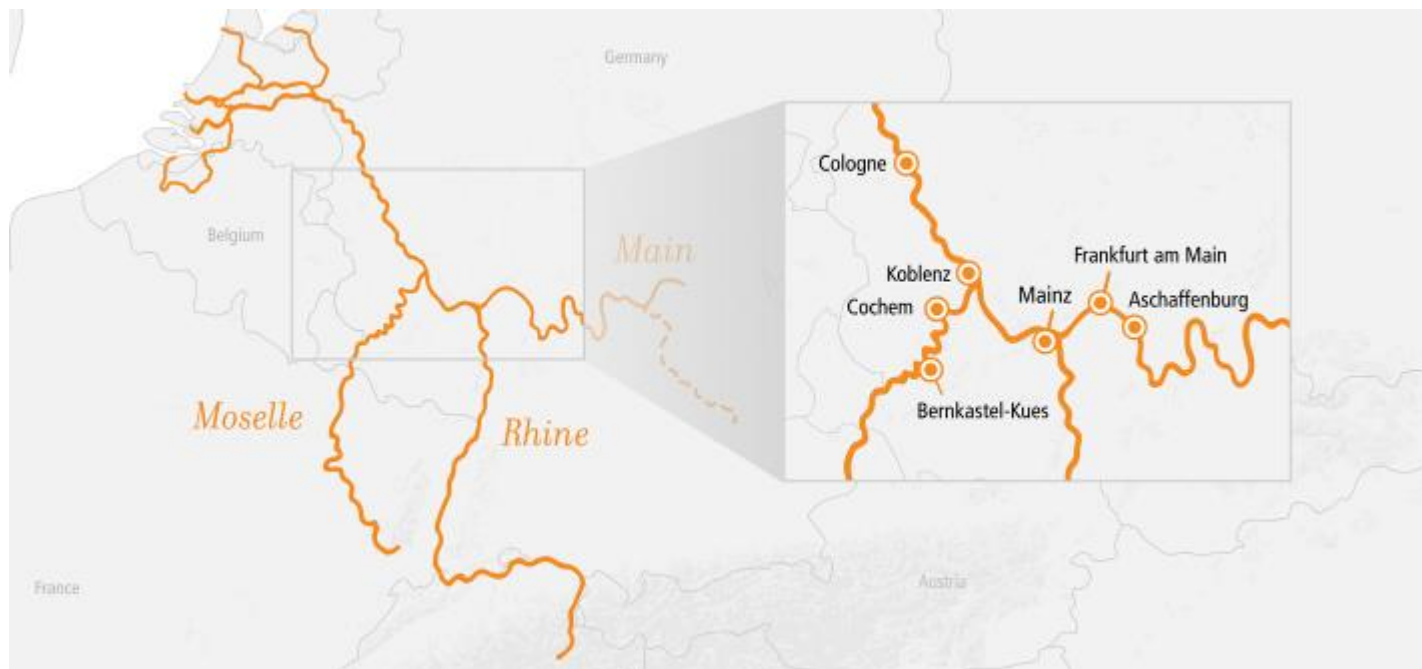 Germany
Belgium
Main
Moselle
Rhine
France
Austria
Cologne
Koblenz
Cochem
Mainz
Frankfurt am Main
Aschaffenburg
Bernkastel-Kues